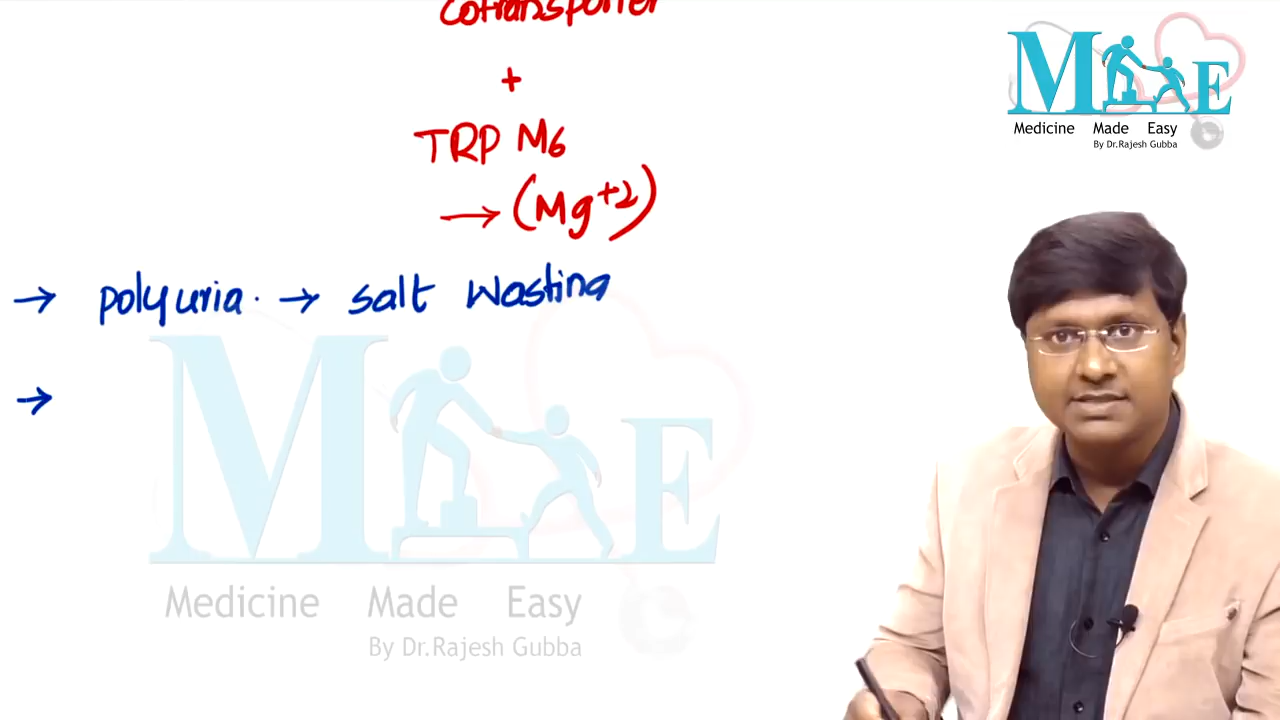 cotransporter
+
TRP M6
→ (Mg+2)
→ polyuria. → salt wasting
→
M E
Medicine Made Easy
By Dr.Rajesh Gubba
M E
Medicine Made Easy
By Dr.Rajesh Gubba